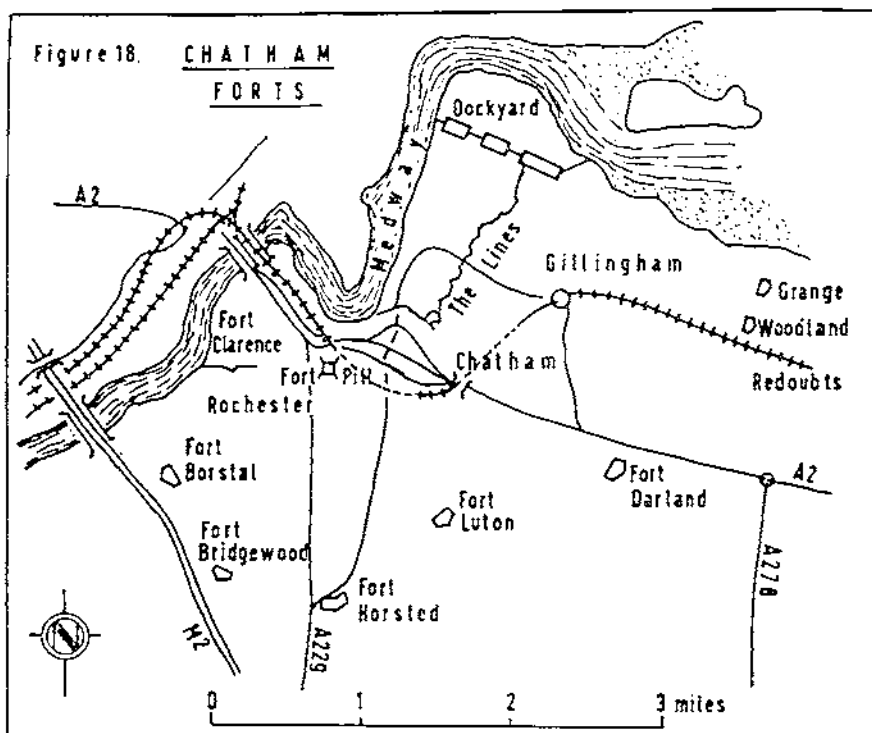 Figure 18. CHATHAM
FORTS
Dockyard
A2
Medway
The Lines
Gillingham
Grange
Woodland
Redoubts
Fort
Clarence
Fort Pitt
Chatham
Rochester
Fort
Borstal
Fort
Bridgewood
Fort
Luton
Fort
Darland
A2
Fort
Horsted
M2
A229
A278
0 1 2 3 miles